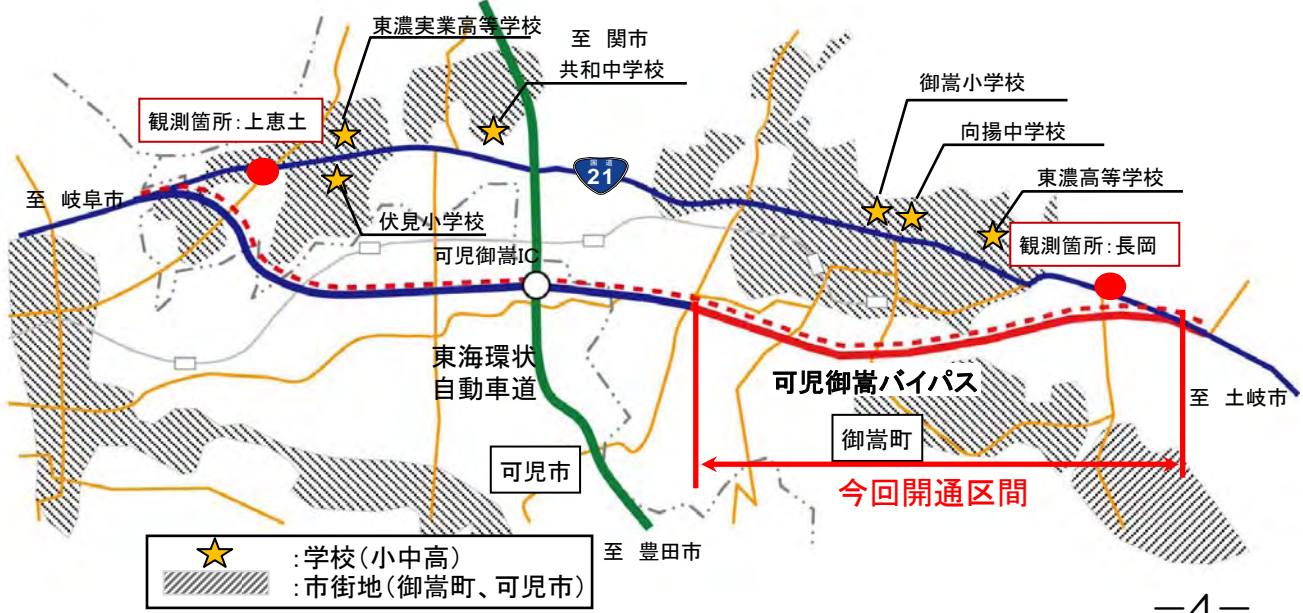 東濃実業高等学校
至 関市
共和中学校
御嵩小学校
観測箇所:上恵土
向揚中学校
国道
21
東濃高等学校
至 岐阜市
伏見小学校
観測箇所:長岡
可児御嵩IC
東海環状
自動車道
可児御嵩バイパス
至 土岐市
御嵩町
可児市
今回開通区間
:学校(小中高)
至 豊田市
:市街地(御嵩町、可児市)
-4-